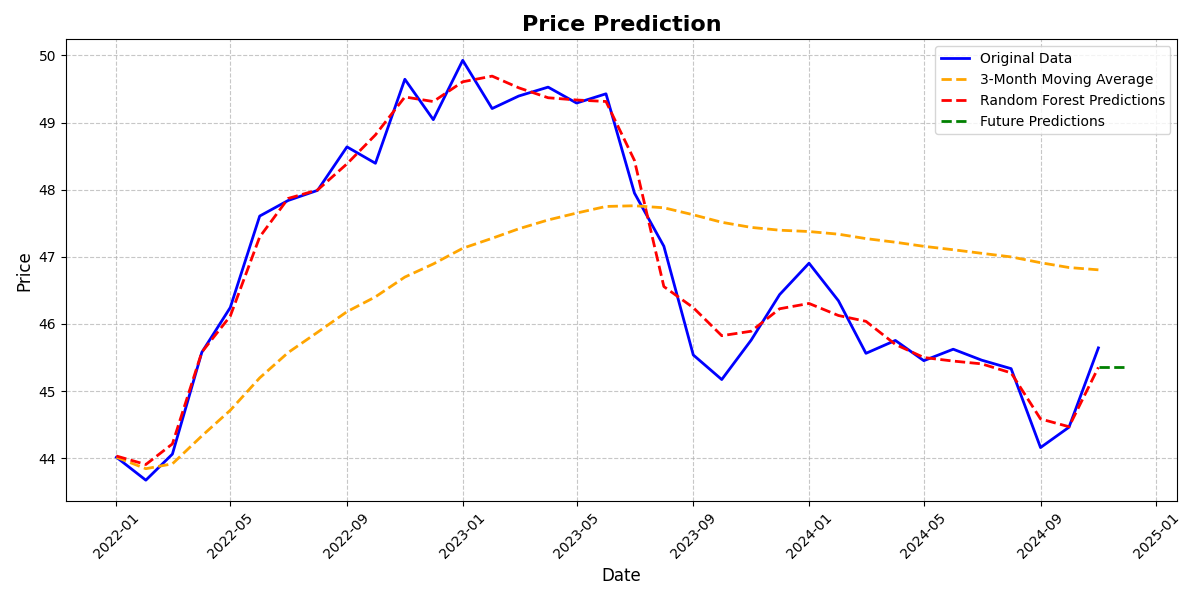 Price Prediction
Original Data
3-Month Moving Average
Random Forest Predictions
Future Predictions
Price
50
49
48
47
46
45
44
2022-01
2022-05
2022-09
2023-01
2023-05
2023-09
2024-01
2024-05
2024-09
2025-01
Date